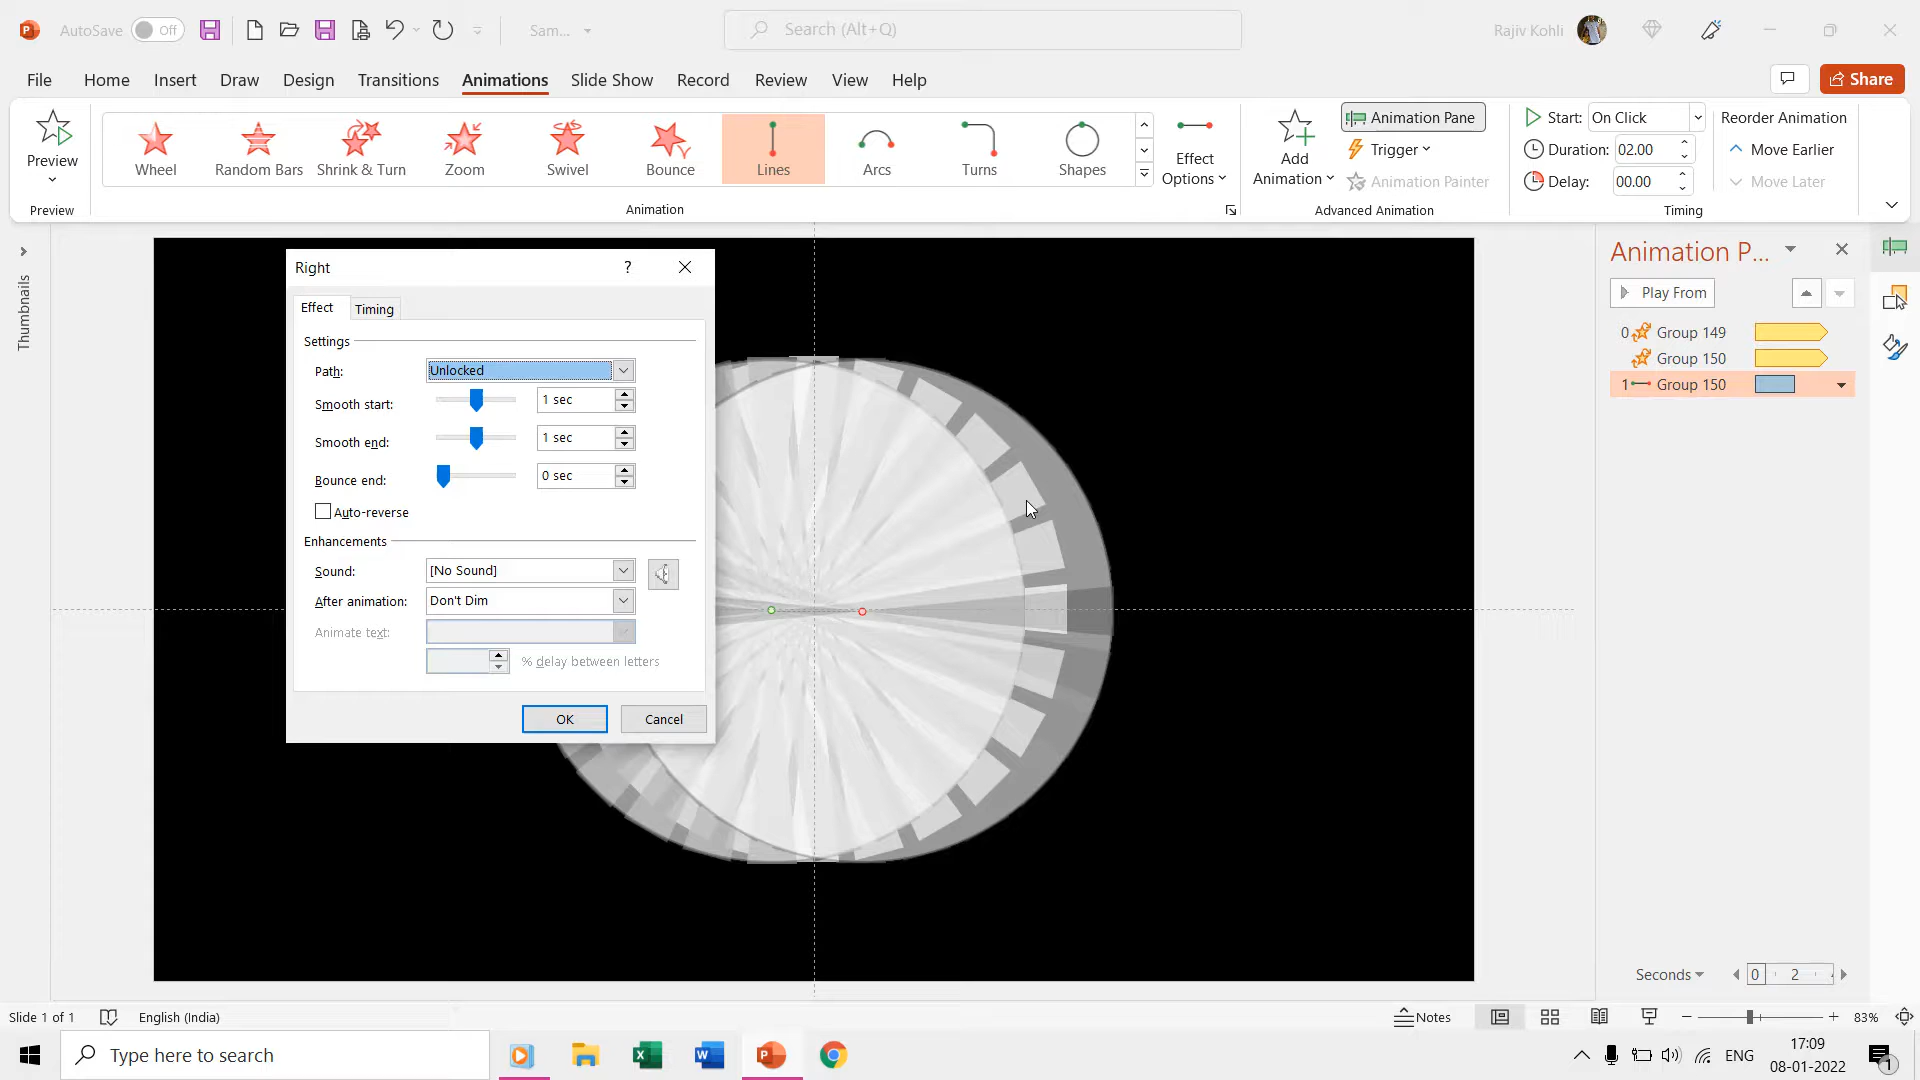 AutoSave Off Sam... Search (Alt+Q) Rajiv Kohli
File Home Insert Draw Design Transitions Animations Slide Show Record Review View Help Share
Preview
Wheel Random Bars Shrink & Turn Zoom Swivel Bounce Lines Arcs Turns Shapes
Effect
Options
Add
Animation
Animation Pane
Trigger
Animation Painter
Start: On Click
Duration: 02.00
Delay: 00.00
Reorder Animation
Move Earlier
Move Later
Preview Animation Advanced Animation Timing
Thumbnails
Right ?
Effect Timing
Settings
Path: Unlocked
Smooth start: 1 sec
Smooth end: 1 sec
Bounce end: 0 sec
Auto-reverse
Enhancements
Sound: [No Sound]
After animation: Don't Dim
Animate text:
% delay between letters
OK Cancel
Animation P...
Play From
0 Group 149
Group 150
1 Group 150
Seconds 0 2
Slide 1 of 1 English (India) Notes 83%
Type here to search ENG
17:09
08-01-2022
1